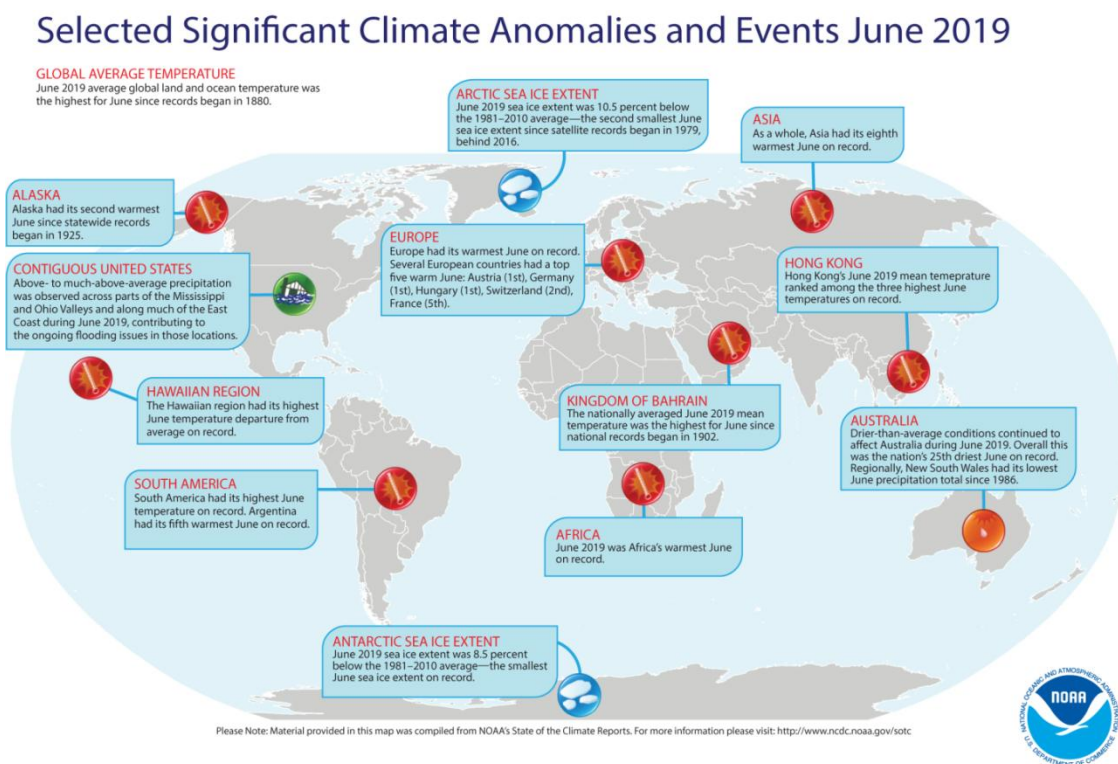 Selected Significant Climate Anomalies and Events June 2019
GLOBAL AVERAGE TEMPERATURE
June 2019 average global land and ocean temperature was
the highest for June since records began in 1880.
ARCTIC SEA ICE EXTENT
June 2019 sea ice extent was 10.5 percent below
the 1981–2010 average—the second smallest June
sea ice extent since satellite records began in 1979,
behind 2016.
ASIA
As a whole, Asia had its eighth
warmest June on record.
ALASKA
Alaska had its second warmest
June since statewide records
began in 1925.
EUROPE
Europe had its warmest June on record.
Several European countries had a top
five warm June: Austria (1st), Germany
(1st), Hungary (1st), Switzerland (2nd),
France (5th).
CONTIGUOUS UNITED STATES
Above- to much-above-average precipitation
was observed across parts of the Mississippi
and Ohio Valleys and along much of the East
Coast during June 2019, contributing to
the ongoing flooding issues in those locations.
HONG KONG
Hong Kong's June 2019 mean temeprature
ranked among the three highest June
temperatures on record.
HAWAIIAN REGION
The Hawaiian region had its highest
June temperature departure from
average on record.
KINGDOM OF BAHRAIN
The nationally averaged June 2019 mean
temperature was the highest for June since
national records began in 1902.
AUSTRALIA
Drier-than-average conditions continued to
affect Australia during June 2019. Overall this
was the nation's 25th driest June on record.
Regionally, New South Wales had its lowest
June precipitation total since 1986.
SOUTH AMERICA
South America had its highest June
temperature on record. Argentina
had its fifth warmest June on record.
AFRICA
June 2019 was Africa's warmest June
on record.
ANTARCTIC SEA ICE EXTENT
June 2019 sea ice extent was 8.5 percent
below the 1981–2010 average—the smallest
June sea ice extent on record.
Please Note: Material provided in this map was compiled from NOAA's State of the Climate Reports. For more information please visit: http://www.ncdc.noaa.gov/sotc
NATIONAL OCEANIC AND ATMOSPHERIC ADMINISTRATION
NOAA
U.S. DEPARTMENT OF COMMERCE